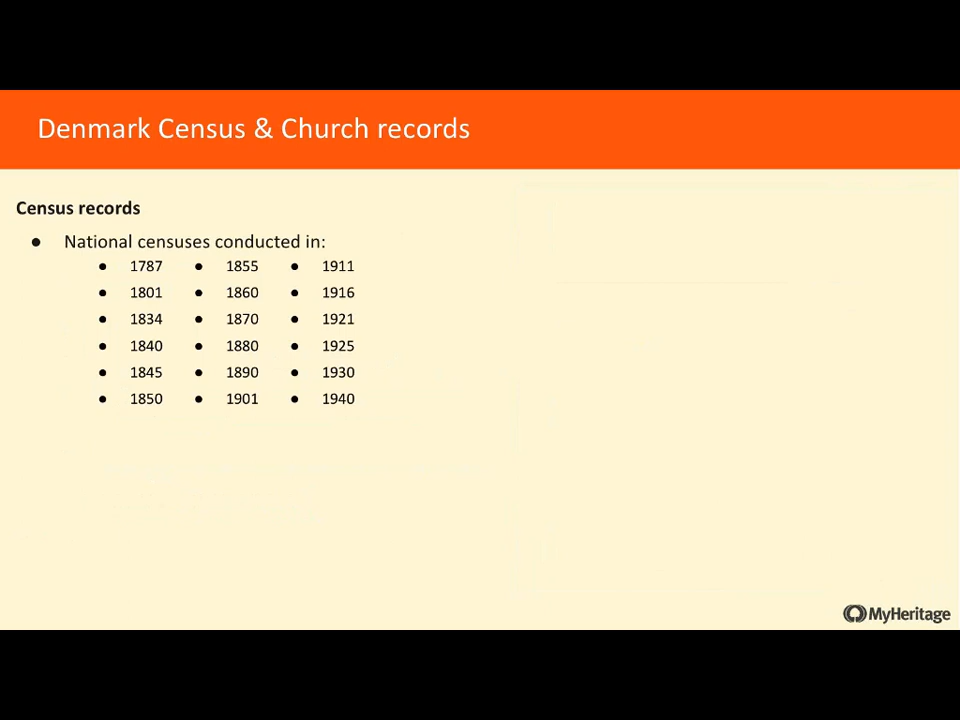 Denmark Census & Church records
Census records
● National censuses conducted in:
● 1787 ● 1855 ● 1911
● 1801 ● 1860 ● 1916
● 1834 ● 1870 ● 1921
● 1840 ● 1880 ● 1925
● 1845 ● 1890 ● 1930
● 1850 ● 1901 ● 1940
MyHeritage